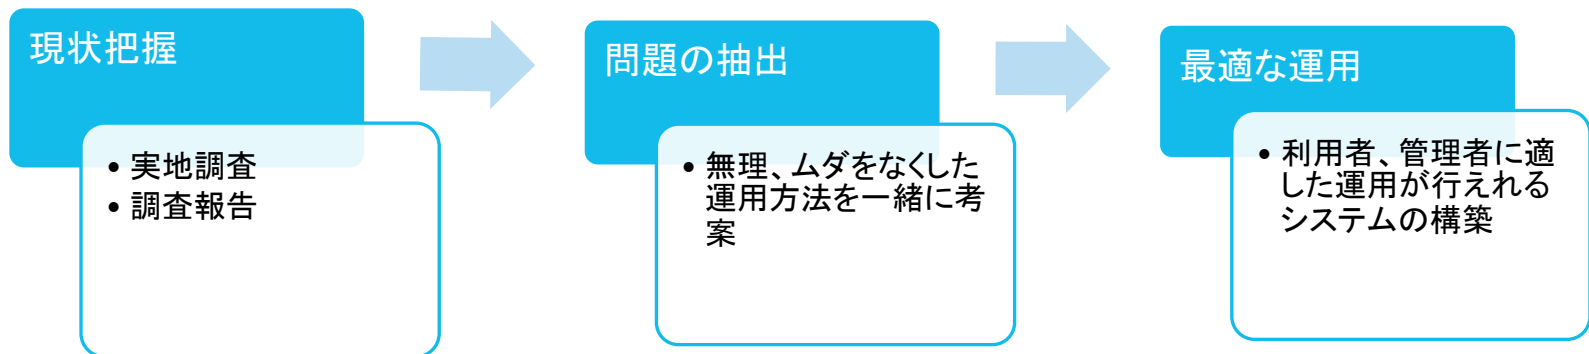 現状把握
• 実地調査
• 調査報告
問題の抽出
• 無理、ムダをなくした
運用方法を一緒に考
案
最適な運用
• 利用者、管理者に適
した運用が行えれる
システムの構築